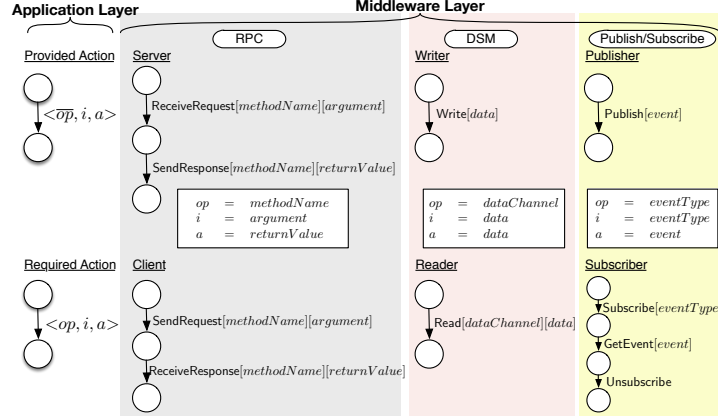 Application Layer
Middleware Layer
RPC
DSM
Publish/Subscribe
Provided Action
<op̅, i, a>
Server
ReceiveRequest[methodName][argument]
SendResponse[methodName][returnValue]
Writer
Write[data]
Publisher
Publish[event]
op = methodName
i = argument
a = returnValue
op = dataChannel
i = data
a = data
op = eventType
i = eventType
a = event
Required Action
<op, i, a>
Client
SendRequest[methodName][argument]
ReceiveResponse[methodName][returnValue]
Reader
Read[dataChannel][data]
Subscriber
Subscribe[eventType
GetEvent[event]
Unsubscribe